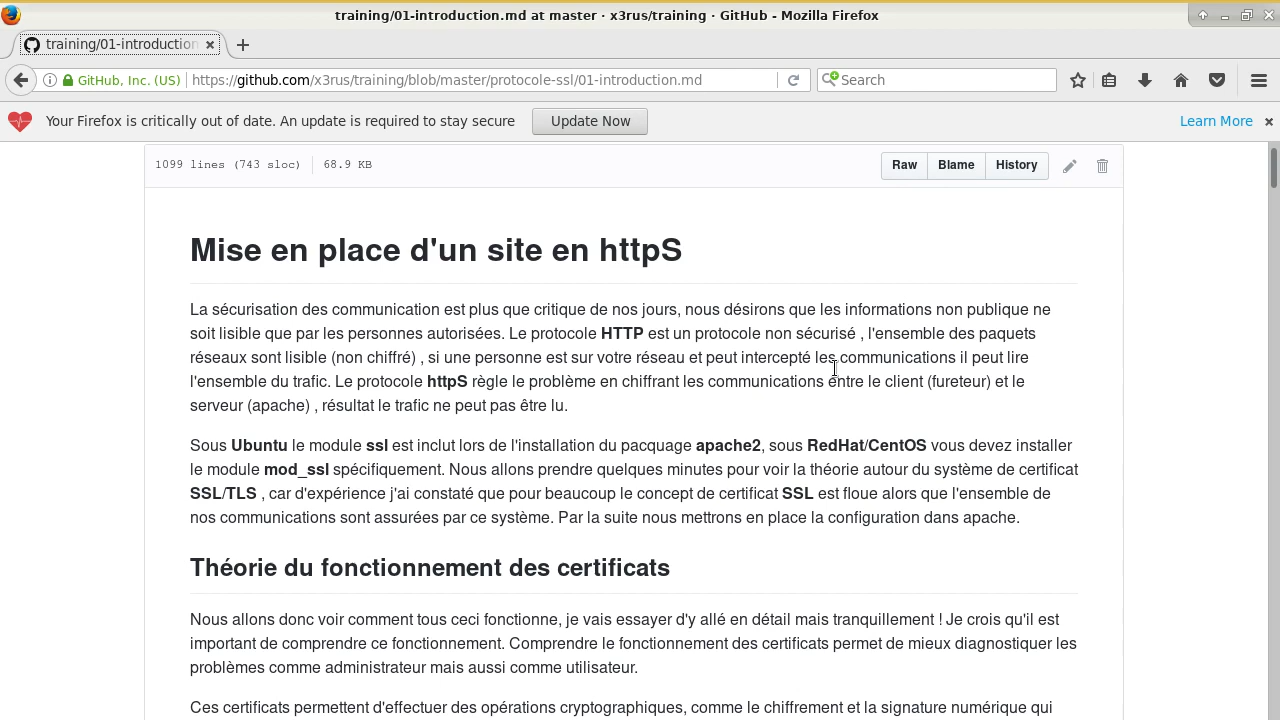 training/01-introduction.md at master · x3rus/training · GitHub - Mozilla Firefox
training/01-introduction
GitHub, Inc. (US)
https://github.com/x3rus/training/blob/master/protocole-ssl/01-introduction.md
Search
Your Firefox is critically out of date. An update is required to stay secure
Update Now
Learn More
1099 lines (743 sloc)
68.9 KB
Raw
Blame
History
Mise en place d'un site en httpS
La sécurisation des communication est plus que critique de nos jours, nous désirons que les informations non publique ne
soit lisible que par les personnes autorisées. Le protocole HTTP est un protocole non sécurisé , l'ensemble des paquets
réseaux sont lisible (non chiffré) , si une personne est sur votre réseau et peut intercepté les communications il peut lire
l'ensemble du trafic. Le protocole httpS règle le problème en chiffrant les communications entre le client (fureteur) et le
serveur (apache) , résultat le trafic ne peut pas être lu.
Sous Ubuntu le module ssl est inclut lors de l'installation du pacquage apache2, sous RedHat/CentOS vous devez installer
le module mod_ssl spécifiquement. Nous allons prendre quelques minutes pour voir la théorie autour du système de certificat
SSL/TLS , car d'expérience j'ai constaté que pour beaucoup le concept de certificat SSL est floue alors que l'ensemble de
nos communications sont assurées par ce système. Par la suite nous mettrons en place la configuration dans apache.
Théorie du fonctionnement des certificats
Nous allons donc voir comment tous ceci fonctionne, je vais essayer d'y allé en détail mais tranquillement ! Je crois qu'il est
important de comprendre ce fonctionnement. Comprendre le fonctionnement des certificats permet de mieux diagnostiquer les
problèmes comme administrateur mais aussi comme utilisateur.
Ces certificats permettent d'effectuer des opérations cryptographiques, comme le chiffrement et la signature numérique qui